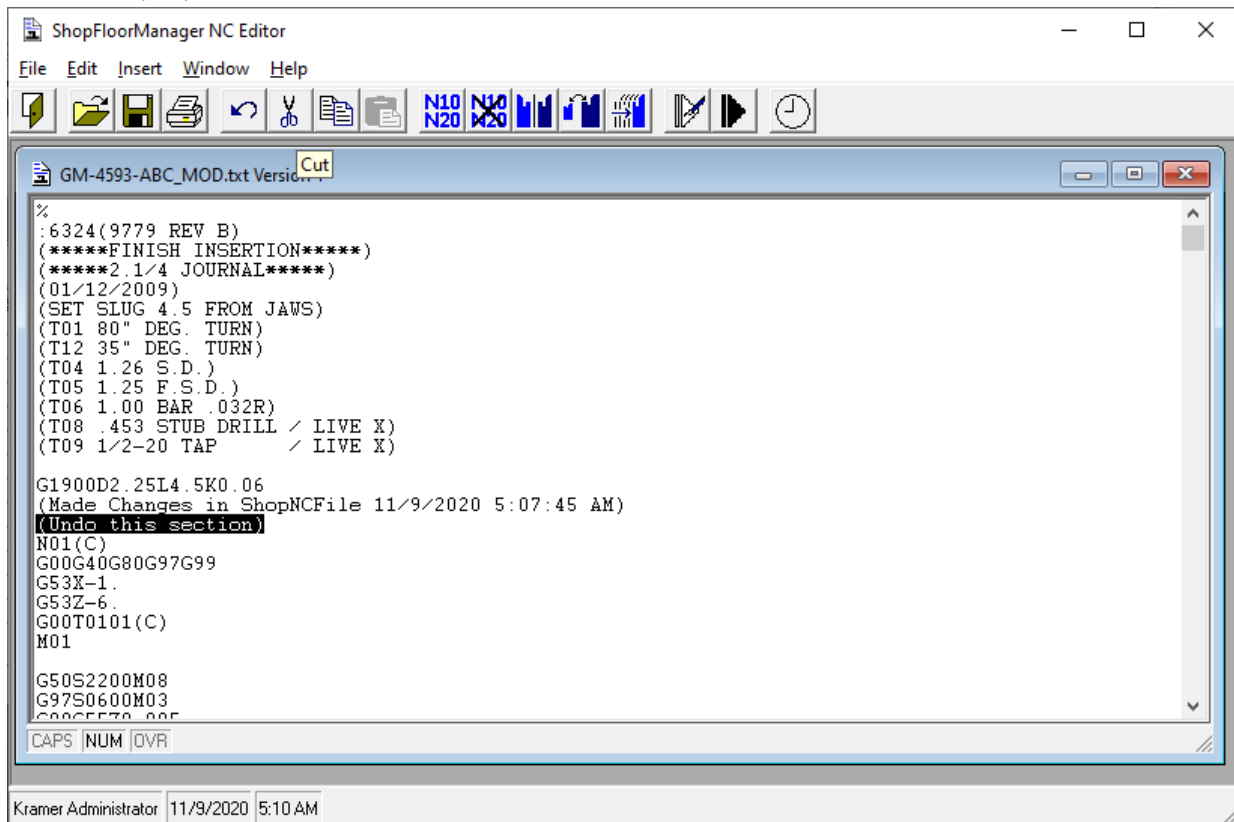 ShopFloorManager NC Editor
File Edit Insert Window Help
N10 N20 N10 N20
Cut
GM-4593-ABC_MOD.txt
%
:6324(9779 REV B)
(*****FINISH INSERTION*****)
(*****2.1/4 JOURNAL*****)
(01/12/2009)
(SET SLUG 4.5 FROM JAWS)
(T01 80" DEG. TURN)
(T12 35" DEG. TURN)
(T04 1.26 S.D.)
(T05 1.25 F.S.D.)
(T06 1.00 BAR .032R)
(T08 .453 STUB DRILL / LIVE X)
(T09 1/2-20 TAP / LIVE X)
G1900D2.25L4.5K0.06
(Made Changes in ShopNCFile 11/9/2020 5:07:45 AM)
(Undo this section)
N01(C)
G00G40G80G97G99
G53X-1.
G53Z-6.
G00T0101(C)
M01
G50S2200M08
G97S0600M03
CAPS NUM OVR
Kramer Administrator 11/9/2020 5:10 AM